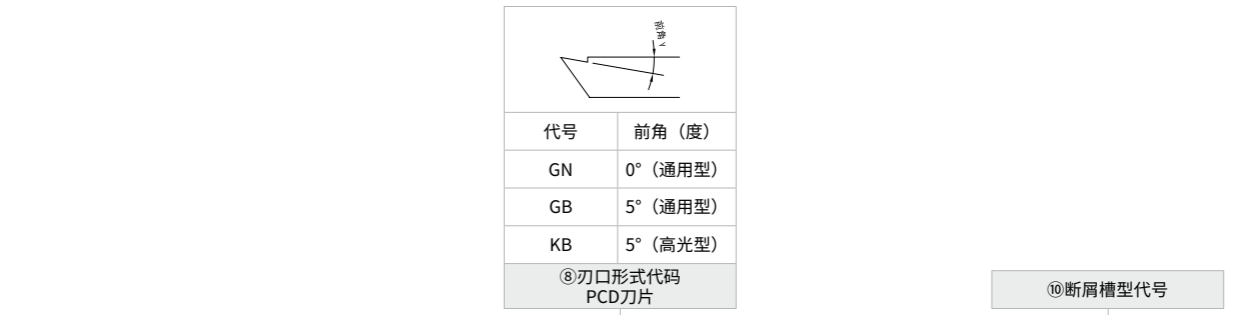 前角γ
代号 前角（度）
GN 0°（通用型）
GB 5°（通用型）
KB 5°（高光型）
⑧刃口形式代码
PCD刀片
⑩断屑槽型代号